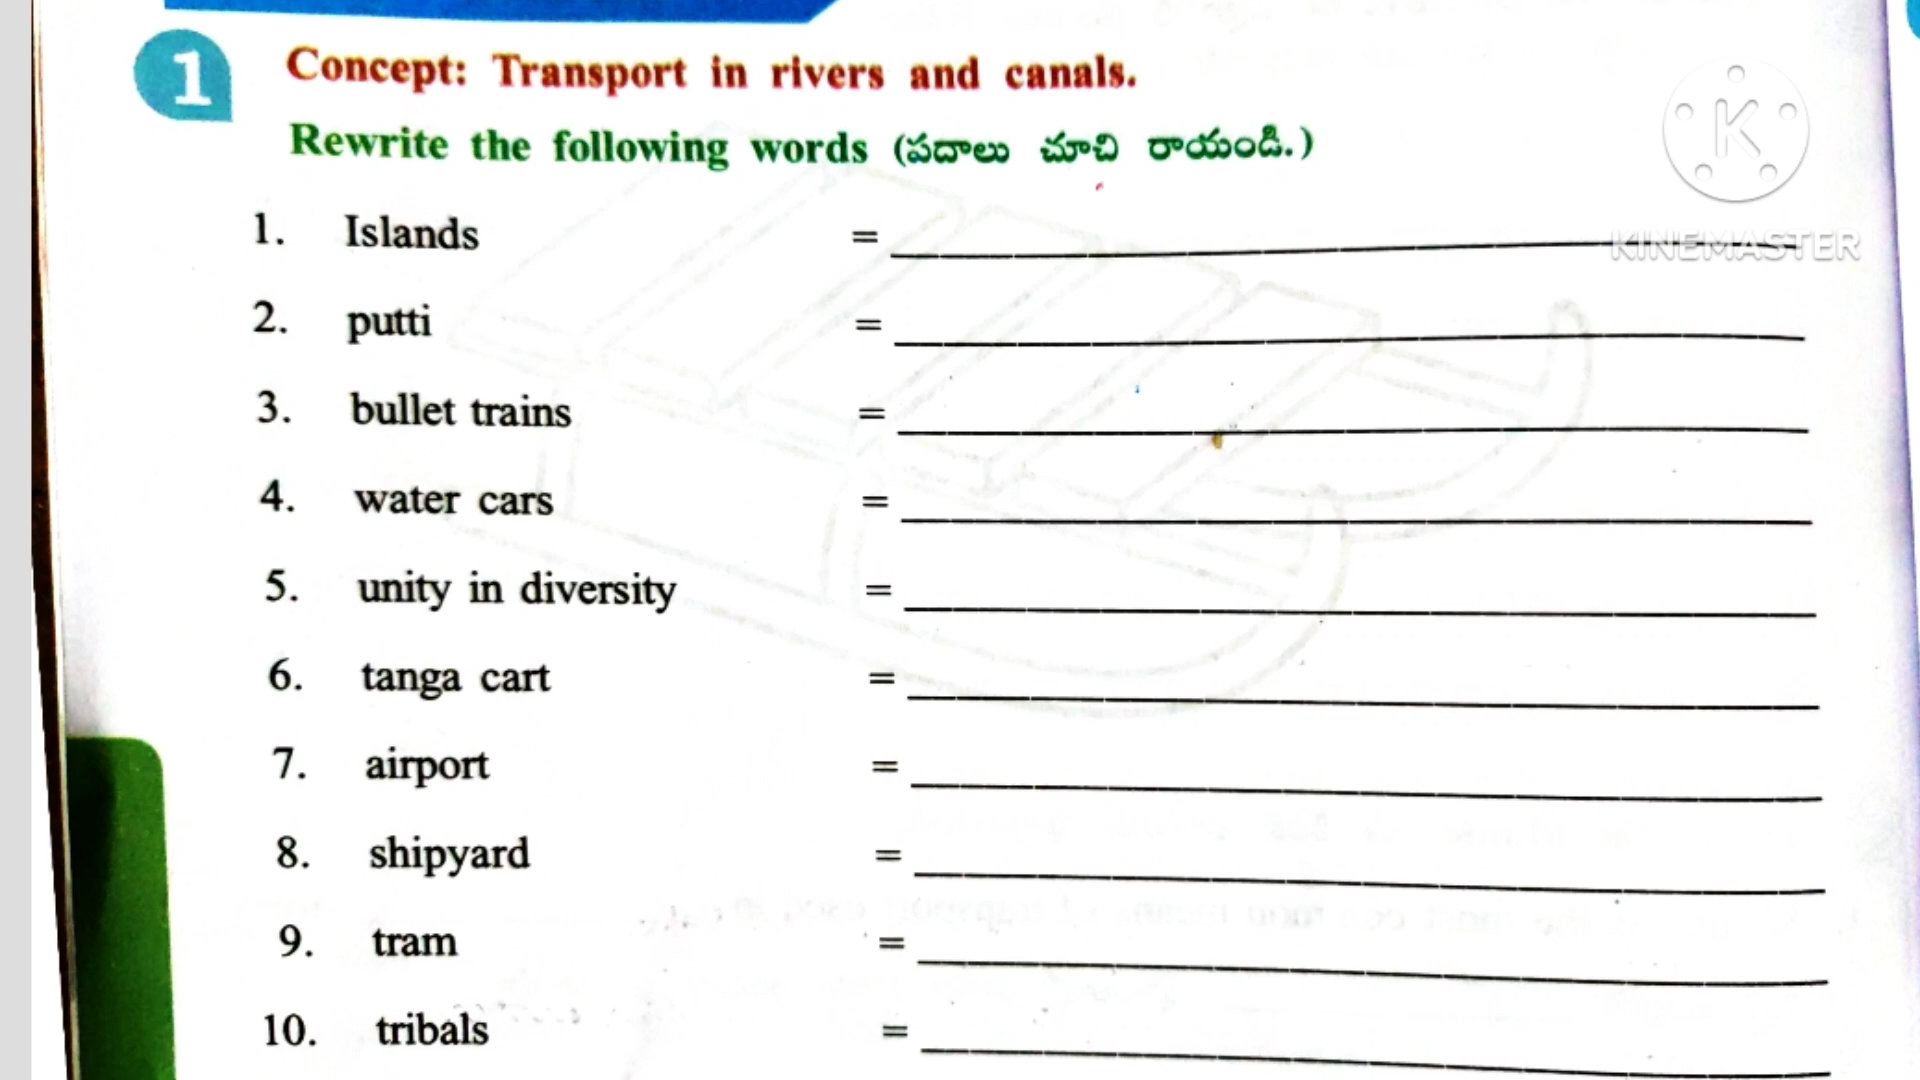 1
Concept: Transport in rivers and canals.
Rewrite the following words (పదాలు చూచి రాయండి.)
K
KINEMASTER
1. Islands =
2. putti =
3. bullet trains =
4. water cars =
5. unity in diversity =
6. tanga cart =
7. airport =
8. shipyard =
9. tram =
10. tribals =